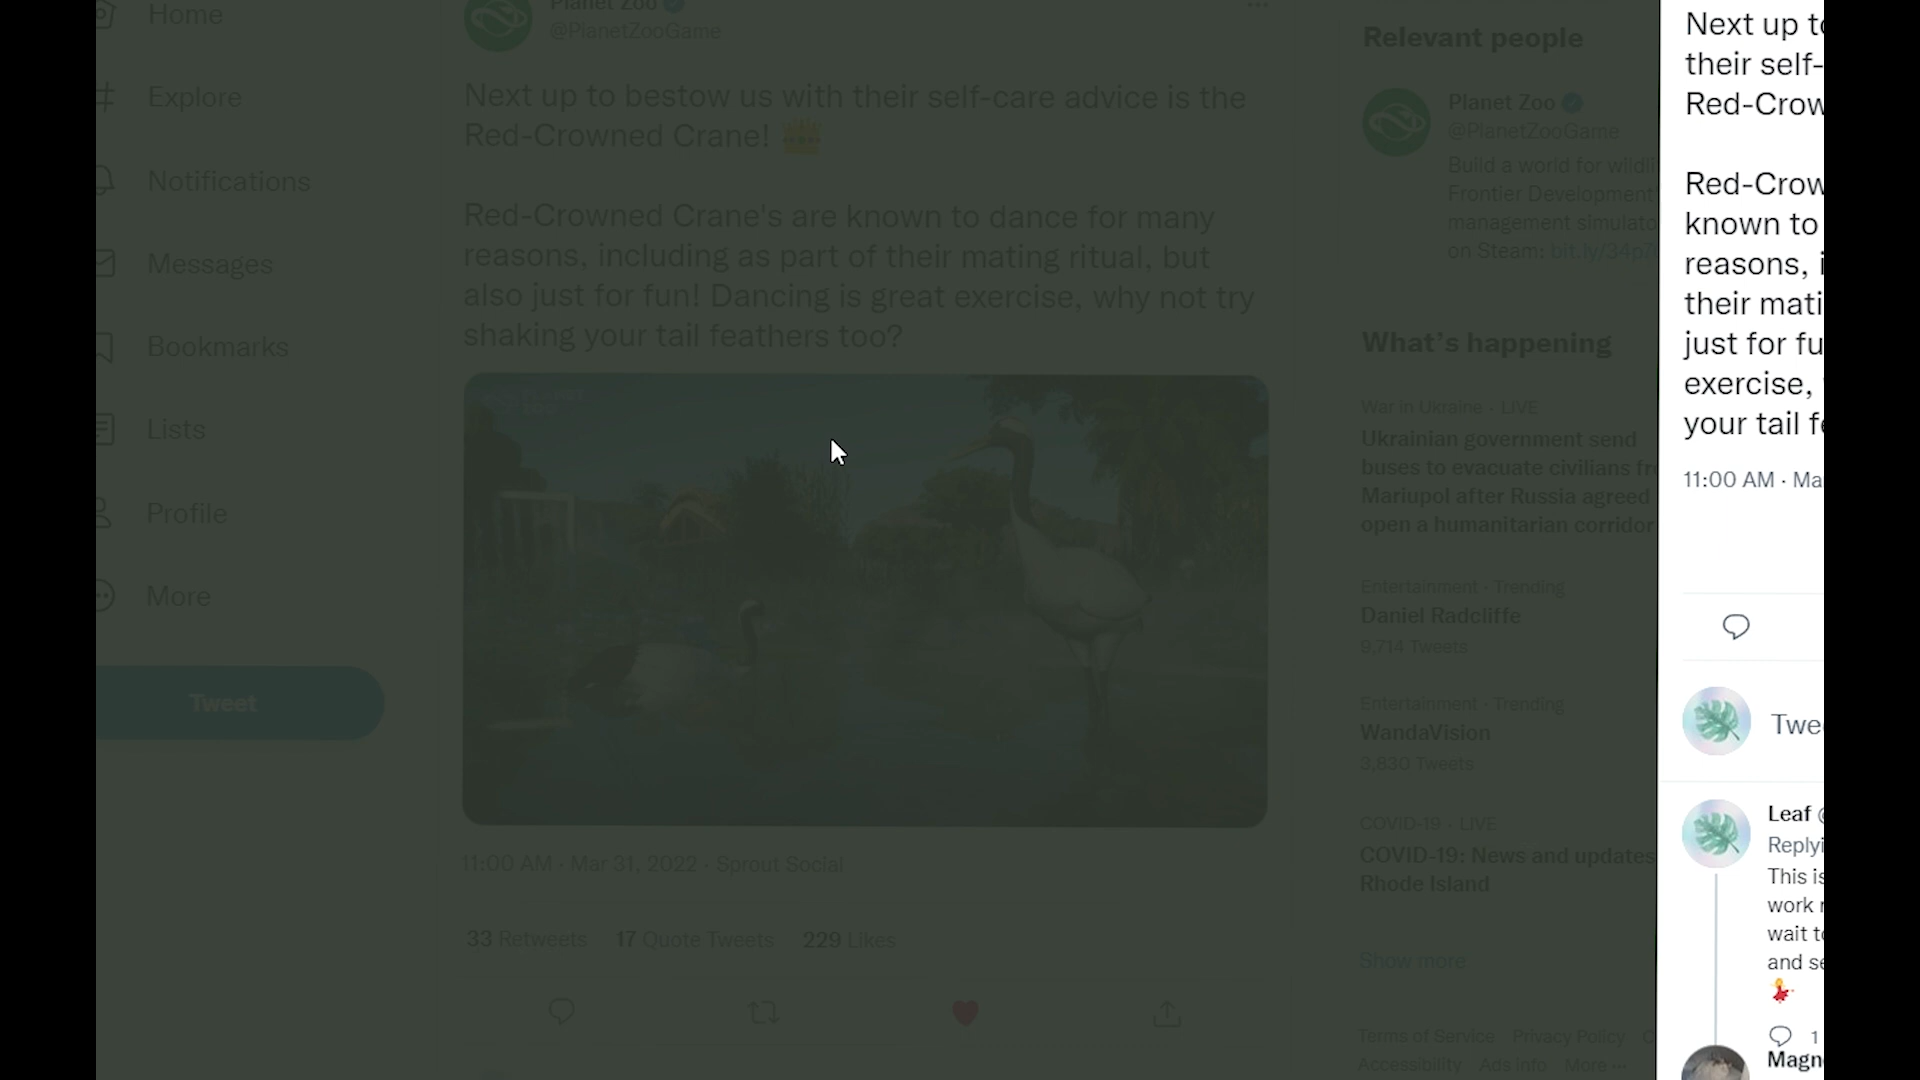 Home
Explore
Notifications
Messages
Bookmarks
Lists
Profile
More
Tweet
Planet Zoo
@PlanetZooGame
Next up to bestow us with their self-care advice is the
Red-Crowned Crane!
Red-Crowned Crane's are known to dance for many
reasons, including as part of their mating ritual, but
also just for fun! Dancing is great exercise, why not try
shaking your tail feathers too?
11:00 AM · Mar 31, 2022 · Sprout Social
33 Retweets 17 Quote Tweets 229 Likes
Relevant people
Planet Zoo
@PlanetZooGame
Build a world for wildli
Frontier Development
management simulato
on Steam: bit.ly/34p
What's happening
War in Ukraine · LIVE
Ukrainian government send
buses to evacuate civilians fr
Mariupol after Russia agreed
open a humanitarian corridor
Entertainment · Trending
Daniel Radcliffe
9,714 Tweets
Entertainment · Trending
WandaVision
3,830 Tweets
COVID-19 · LIVE
COVID-19: News and updates
Rhode Island
Show more
Terms of Service Privacy Policy C
Accessibility Ads info More ···
Next up to
their self-
Red-Crow
Red-Crow
known to
reasons, i
their mati
just for fu
exercise,
your tail fe
11:00 AM · Ma
Twe
Leaf @
Replyi
This is
work
wait to
and se
1
Magn